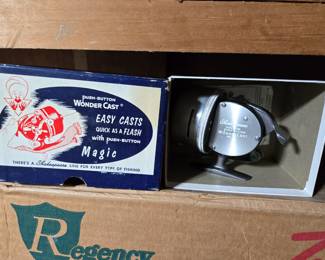 PUSH-BUTTON
WONDER CAST®
EASY CASTS
QUICK AS A FLASH
with PUSH-BUTTON
Magic
THERE'S A Shakespeare LINE FOR EVERY TYPE OF FISHING
Shakespeare
R
Regency